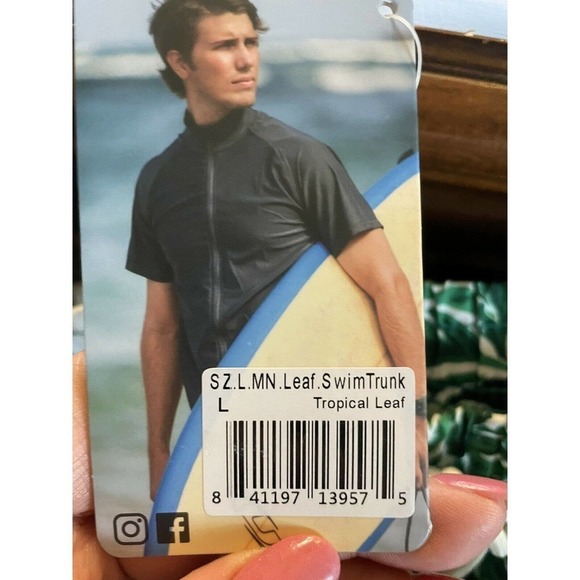 SZ.L.MN.Leaf.SwimTrunk
L Tropical Leaf
8 41197 13957 5